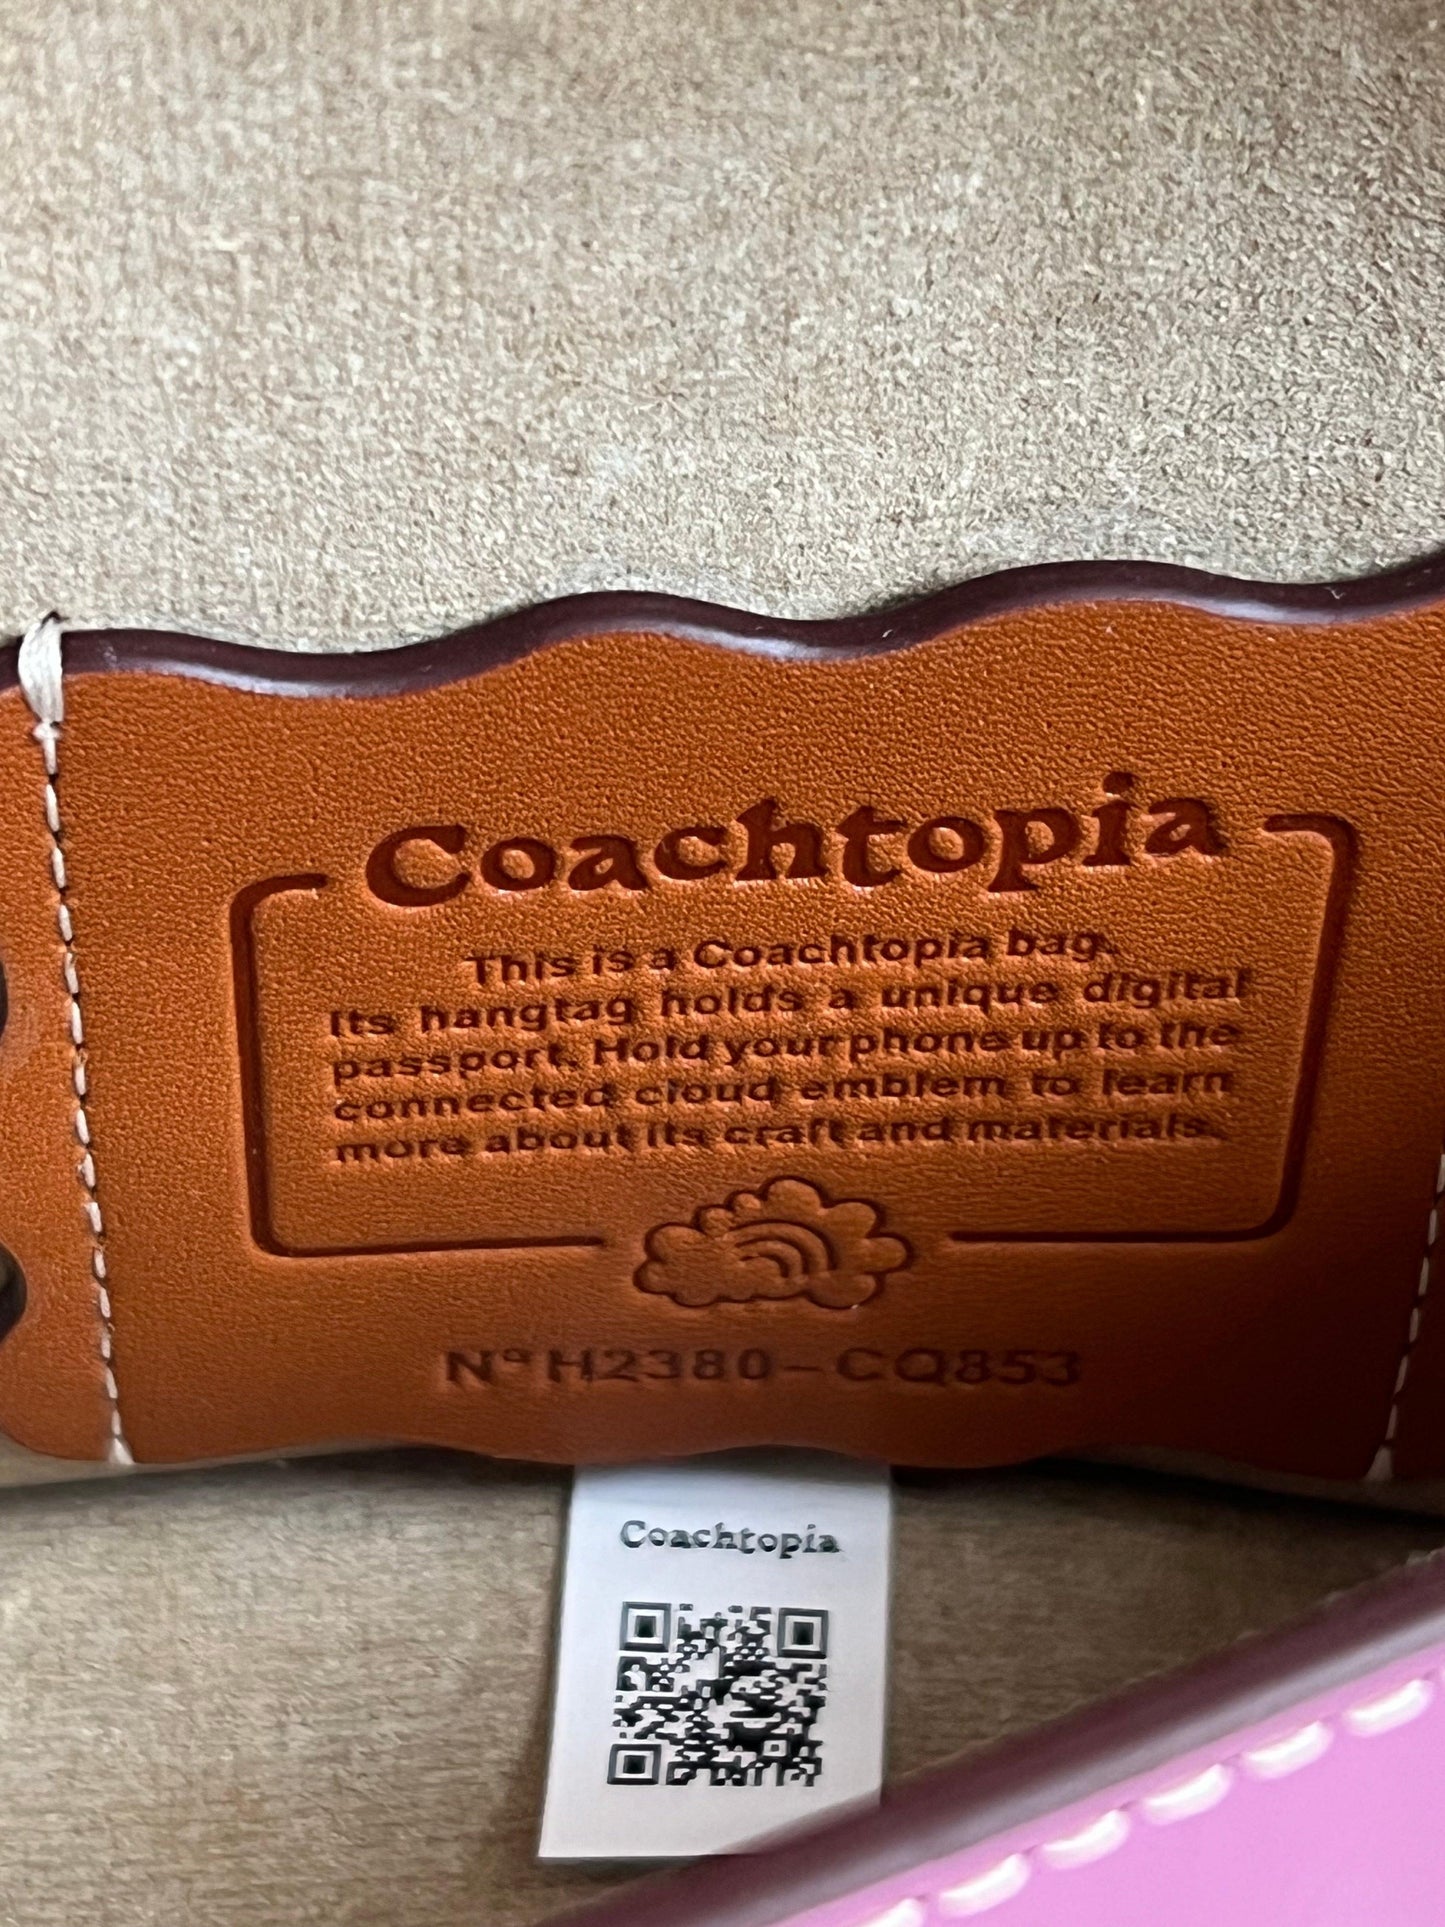 Coachtopia
This is a Coachtopia bag.
Its hangtag holds a unique digital
passport. Hold your phone up to the
connected cloud emblem to learn
more about its craft and materials.
Nº H2380-CQ853
Coachtopia